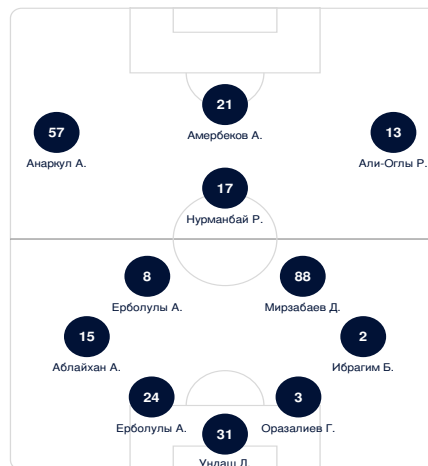 21
Амербеков А.
57
Анаркул А.
13
Али-Оглы Р.
17
Нурманбай Р.
8
Ерболулы А.
88
Мирзабаев Д.
15
Аблайхан А.
2
Ибрагим Б.
24
Ерболулы А.
3
Оразалиев Г.
31
Ундаш Д.